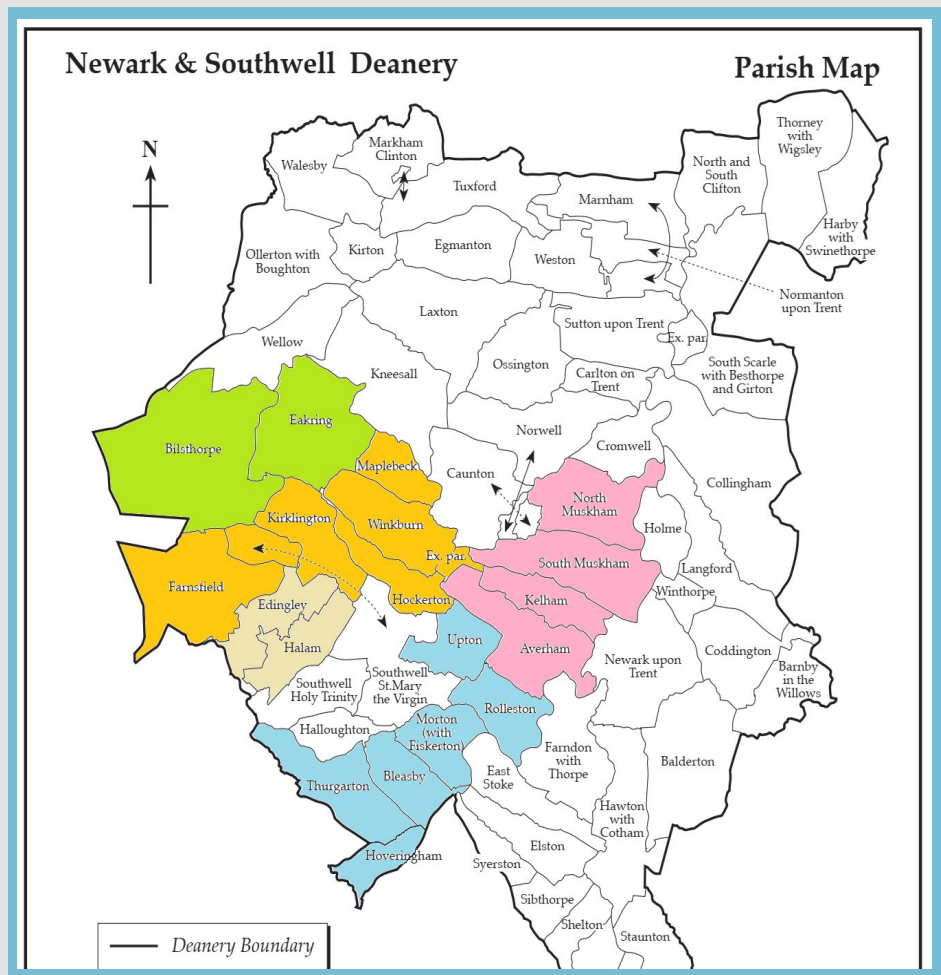 Newark & Southwell Deanery
Parish Map
N
Thorney
with
Wigsley
Markham
Clinton
Walesby
North and
South
Clifton
Tuxford
Marnham
Harby
with
Swinethorpe
Ollerton with
Boughton
Kirton
Egmanton
Weston
Normanton
upon Trent
Laxton
Sutton upon Trent
Ex. par.
Wellow
Ossington
Kneesall
Carlton on
Trent
South Scarle
with Besthorpe
and Girton
Eakring
Bilsthorpe
Norwell
Cromwell
Maplebeck
Caunton
Collingham
North
Muskham
Kirklington
Winkburn
Holme
Ex. par.
South Muskham
Langford
Farnsfield
Winthorpe
Hockerton
Kelham
Edingley
Upton
Averham
Halam
Coddington
Newark upon
Trent
Barnby
in the
Willows
Southwell
Holy Trinity
Southwell
St.Mary
the Virgin
Rolleston
Halloughton
Morton
(with
Fiskerton)
Farndon
with
Thorpe
Balderton
Thurgarton
Bleasby
East
Stoke
Hawton
with
Cotham
Hoveringham
Elston
Syerston
Sibthorpe
Shelton
Staunton
Deanery Boundary